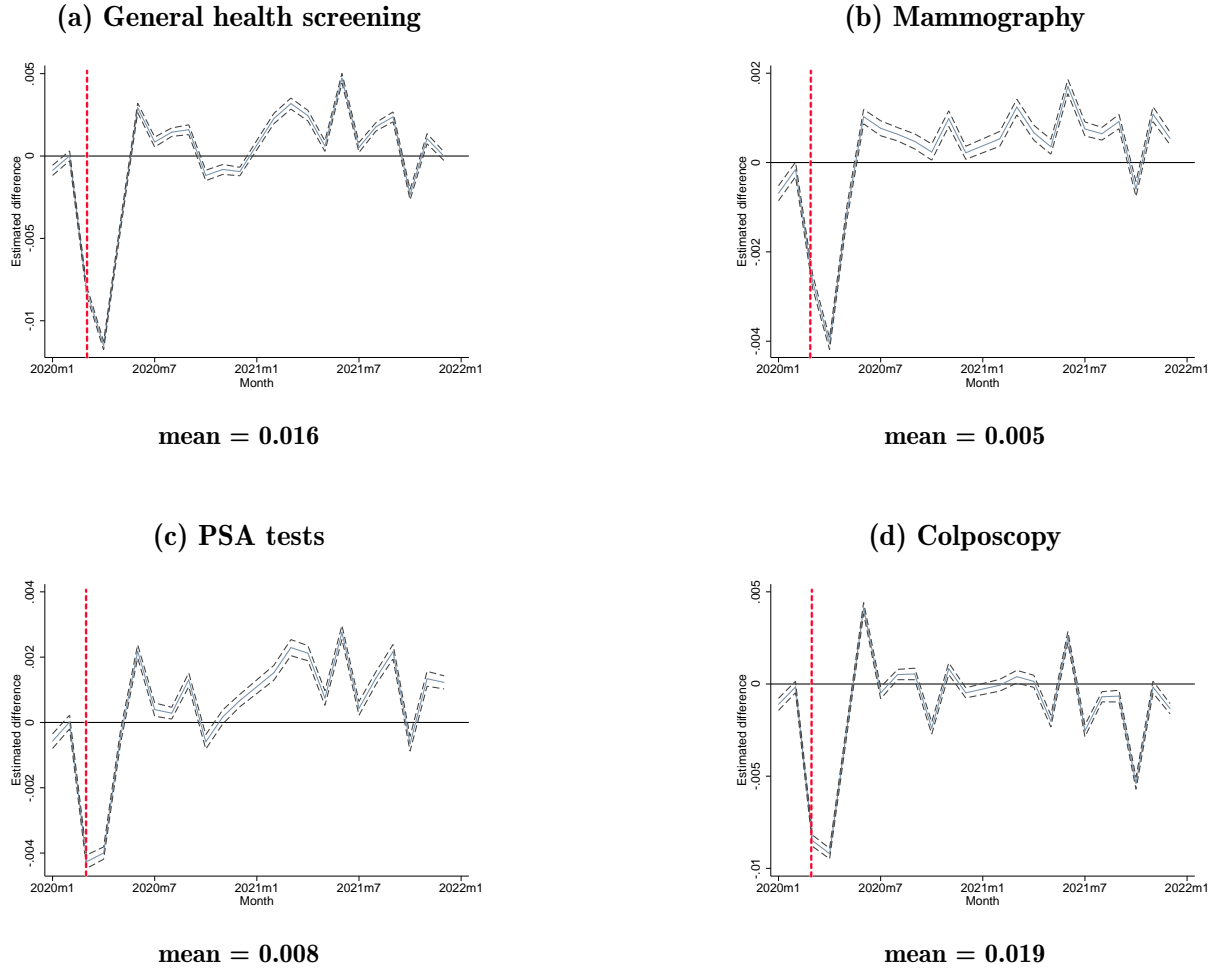 (a) General health screening
.005
0
-.005
-.01
Estimated difference
2020m1 2020m7 2021m1 2021m7 2022m1
Month
mean = 0.016
(b) Mammography
.002
0
-.002
-.004
Estimated difference
2020m1 2020m7 2021m1 2021m7 2022m1
Month
mean = 0.005
(c) PSA tests
.004
.002
0
-.002
-.004
Estimated difference
2020m1 2020m7 2021m1 2021m7 2022m1
Month
mean = 0.008
(d) Colposcopy
.005
0
-.005
-.01
Estimated difference
2020m1 2020m7 2021m1 2021m7 2022m1
Month
mean = 0.019